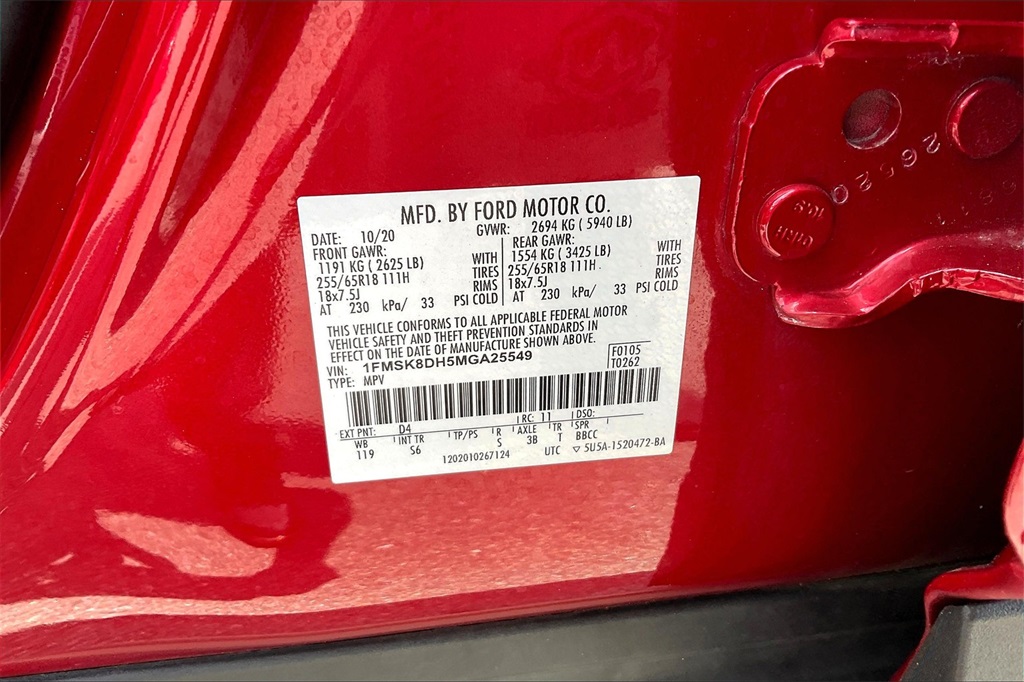 MFD. BY FORD MOTOR CO.
DATE: 10/20 GVWR: 2694 KG ( 5940 LB)
FRONT GAWR: WITH REAR GAWR: WITH
1191 KG ( 2625 LB) TIRES 1554 KG ( 3425 LB) TIRES
255/65R18 111H RIMS 255/65R18 111H RIMS
18x7.5J 18x7.5J
AT 230 kPa/ 33 PSI COLD AT 230 kPa/ 33 PSI COLD
THIS VEHICLE CONFORMS TO ALL APPLICABLE FEDERAL MOTOR
VEHICLE SAFETY AND THEFT PREVENTION STANDARDS IN
EFFECT ON THE DATE OF MANUFACTURE SHOWN ABOVE.
VIN: 1FMSK8DH5MGA25549 F0105
TYPE: MPV T0262
EXT PNT: D4 RC: 11 DSO:
WB INT TR TP/PS R AXLE TR SPR
119 S6 S 3B T BBCC
1202010267124 UTC ▽ 5U5A-1520472-BA